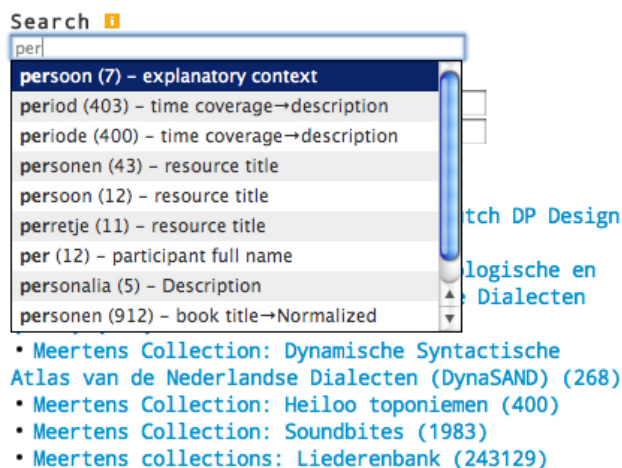 Search i
per
persoon (7) – explanatory context
period (403) – time coverage→description
periode (400) – time coverage→description
personen (43) – resource title
persoon (12) – resource title
perretje (11) – resource title
tch DP Design
per (12) – participant full name
personalia (5) – Description
logische en
personen (912) – book title→Normalized
Dialecten
• Meertens Collection: Dynamische Syntactische
Atlas van de Nederlandse Dialecten (DynaSAND) (268)
• Meertens Collection: Heiloo toponiemen (400)
• Meertens Collection: Soundbites (1983)
• Meertens collections: Liederenbank (243129)